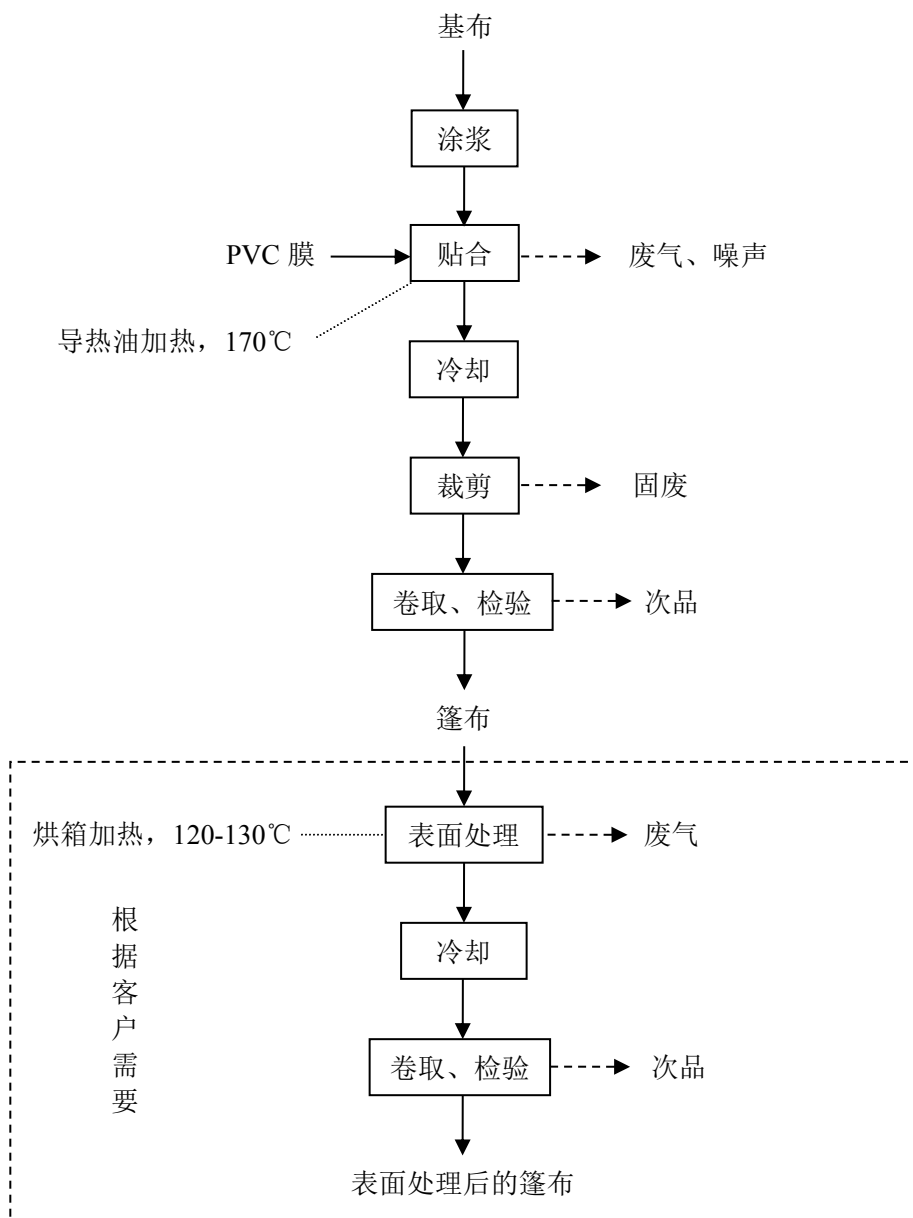 基布
涂浆
PVC 膜
贴合
废气、噪声
导热油加热，170℃
冷却
裁剪
固废
卷取、检验
次品
篷布
烘箱加热，120-130℃
表面处理
废气
根
据
客
户
需
要
冷却
卷取、检验
次品
表面处理后的篷布